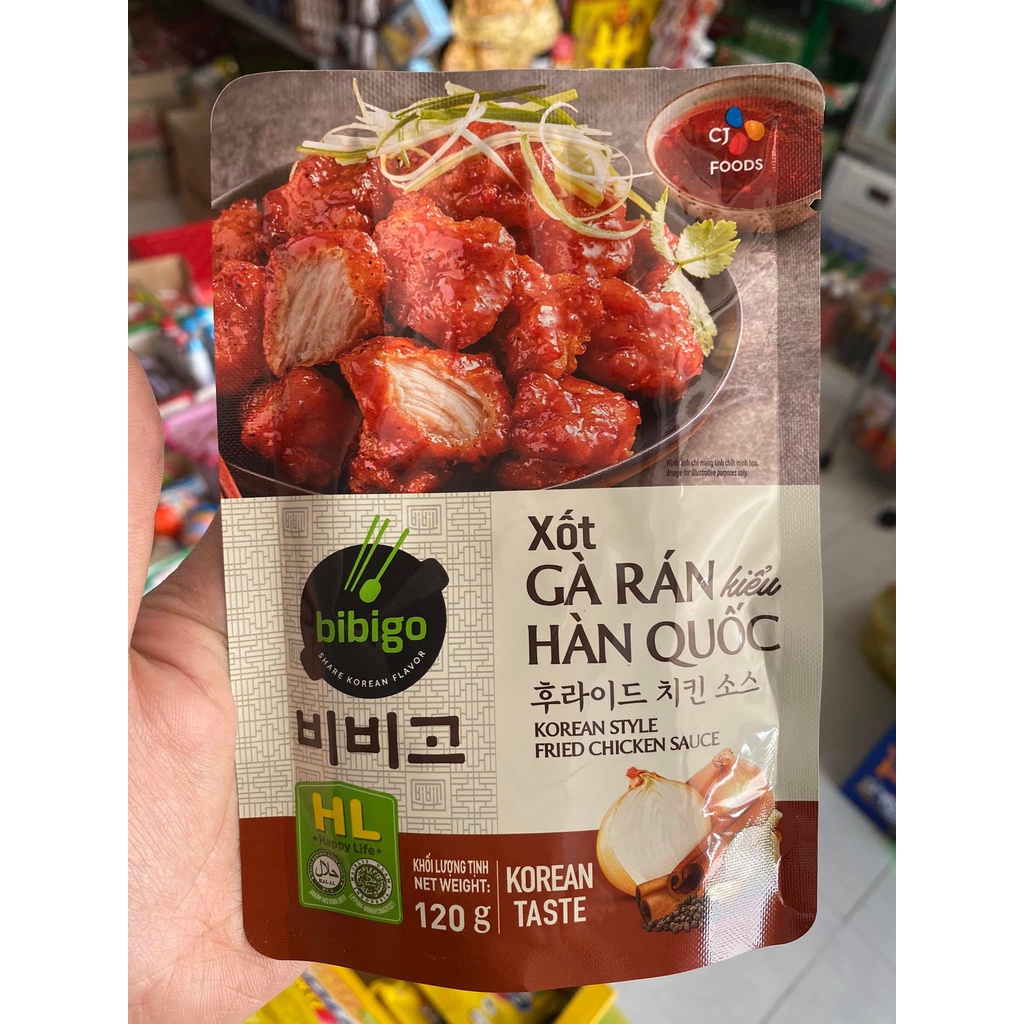 CJ
FOODS
Hình ảnh chỉ mang tính chất minh họa.
Image for illustrative purposes only.
Xốt
GÀ RÁN kiểu
HÀN QUỐC
후라이드 치킨 소스
KOREAN STYLE
FRIED CHICKEN SAUCE
bibigo
SHARE KOREAN FLAVOR
비비고
HL
Happy Life
HALAL
KHỐI LƯỢNG TỊNH
NET WEIGHT:
120 g
KOREAN
TASTE